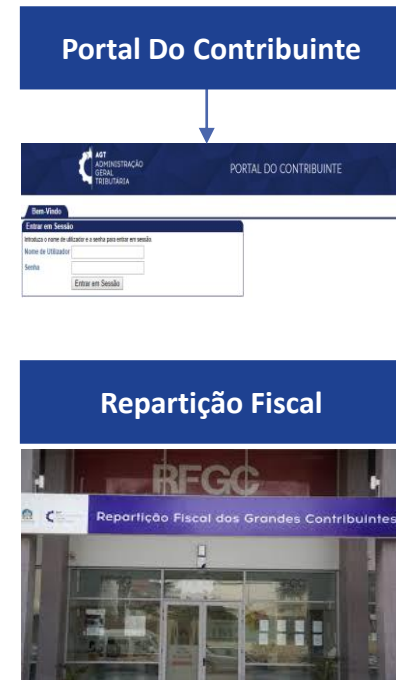 Portal Do Contribuinte
AGT
ADMINISTRAÇÃO
GERAL
TRIBUTÁRIA
PORTAL DO CONTRIBUINTE
Bem-Vindo
Entrar em Sessão
Introduza o nome de utilizador e a senha para entrar em sessão
Nome de Utilizador
Senha
Entrar em Sessão
Repartição Fiscal
RFGC
Repartição Fiscal dos Grandes Contribuintes